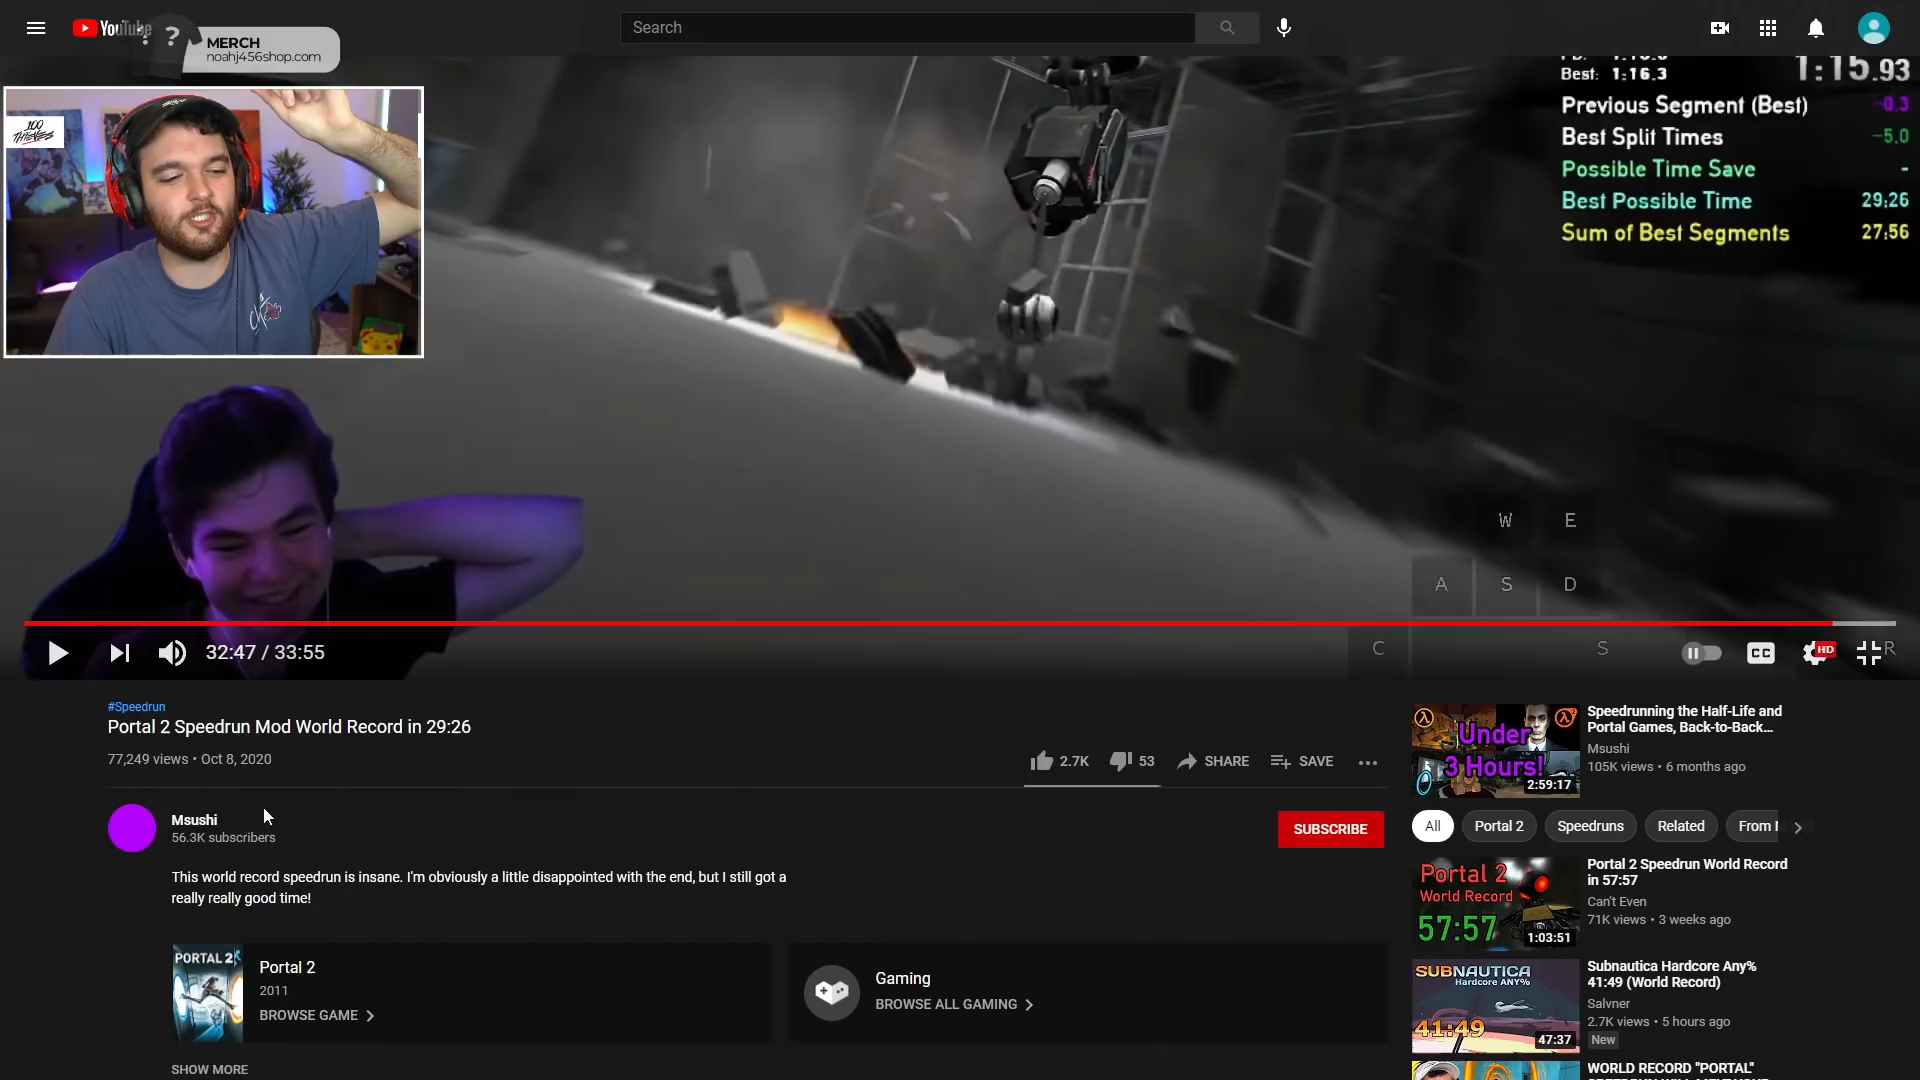 YouTube
?
MERCH
noahj456shop.com
Search
100
THIEVES
Best: 1:16.3
1:15.93
Previous Segment (Best) -0.3
Best Split Times -5.0
Possible Time Save -
Best Possible Time 29:26
Sum of Best Segments 27:56
W E
A S D
C S R
32:47 / 33:55
CC
HD
#Speedrun
Portal 2 Speedrun Mod World Record in 29:26
77,249 views • Oct 8, 2020
2.7K 53 SHARE SAVE
Msushi
56.3K subscribers
SUBSCRIBE
This world record speedrun is insane. I'm obviously a little disappointed with the end, but I still got a
really really good time!
PORTAL 2
Portal 2
2011
BROWSE GAME
Gaming
BROWSE ALL GAMING
SHOW MORE
Under
3 Hours!
2:59:17
Speedrunning the Half-Life and
Portal Games, Back-to-Back...
Msushi
105K views • 6 months ago
All Portal 2 Speedruns Related From
Portal 2
World Record
57:57
1:03:51
Portal 2 Speedrun World Record
in 57:57
Can't Even
71K views • 3 weeks ago
SUBNAUTICA
Hardcore ANY%
41:49
47:37
Subnautica Hardcore Any%
41:49 (World Record)
Salvner
2.7K views • 5 hours ago
New
WORLD RECORD "PORTAL"